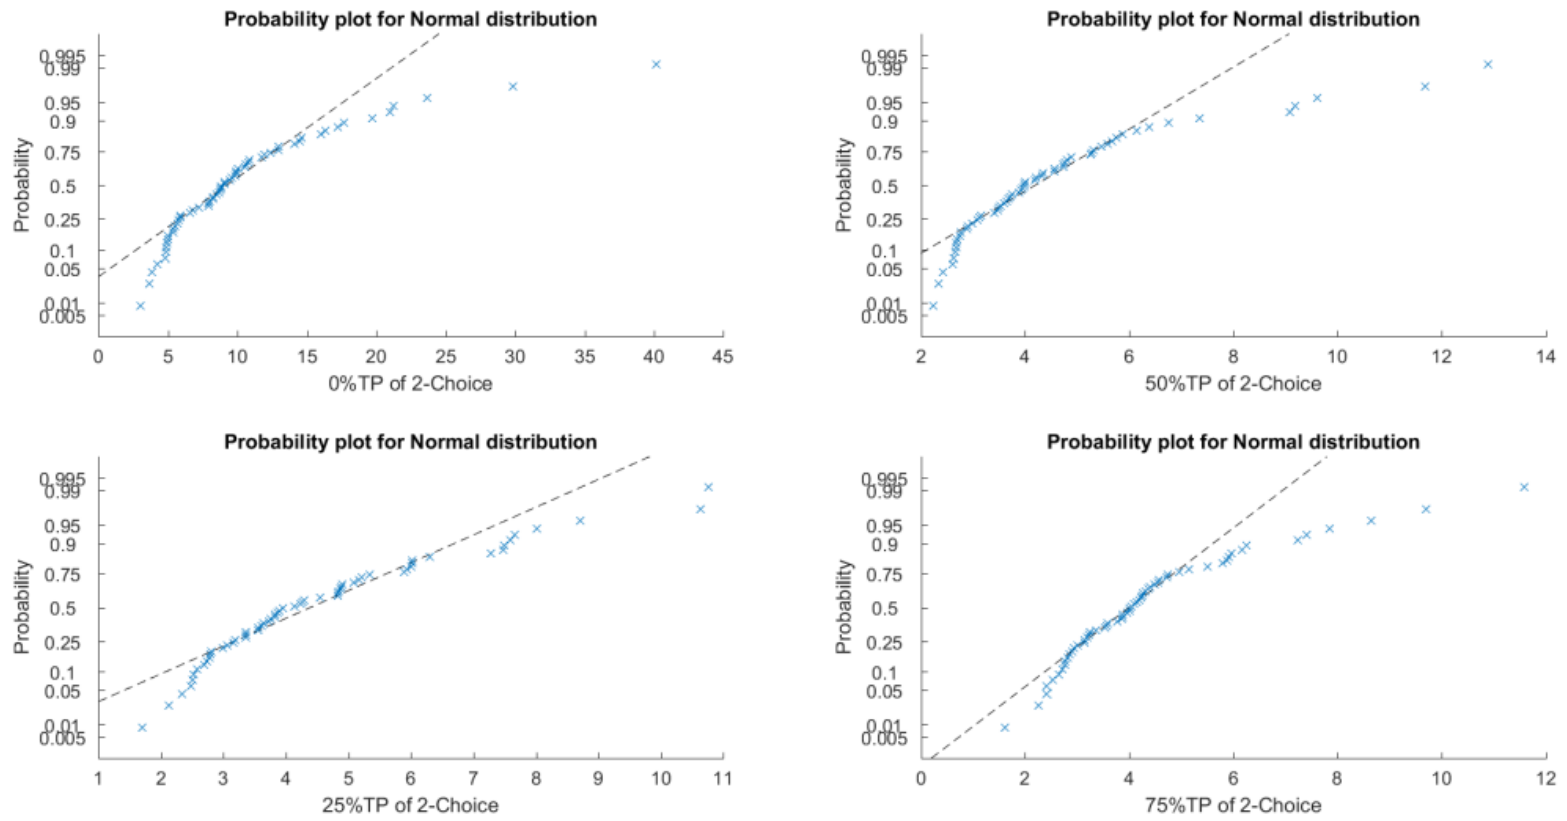 Probability plot for Normal distribution
0.995
0.99
0.95
0.9
0.75
0.5
0.25
0.1
0.05
0.01
0.005
Probability
0 5 10 15 20 25 30 35 40 45
0%TP of 2-Choice
Probability plot for Normal distribution
0.995
0.99
0.95
0.9
0.75
0.5
0.25
0.1
0.05
0.01
0.005
Probability
2 4 6 8 10 12 14
50%TP of 2-Choice
Probability plot for Normal distribution
0.995
0.99
0.95
0.9
0.75
0.5
0.25
0.1
0.05
0.01
0.005
Probability
1 2 3 4 5 6 7 8 9 10 11
25%TP of 2-Choice
Probability plot for Normal distribution
0.995
0.99
0.95
0.9
0.75
0.5
0.25
0.1
0.05
0.01
0.005
Probability
0 2 4 6 8 10 12
75%TP of 2-Choice